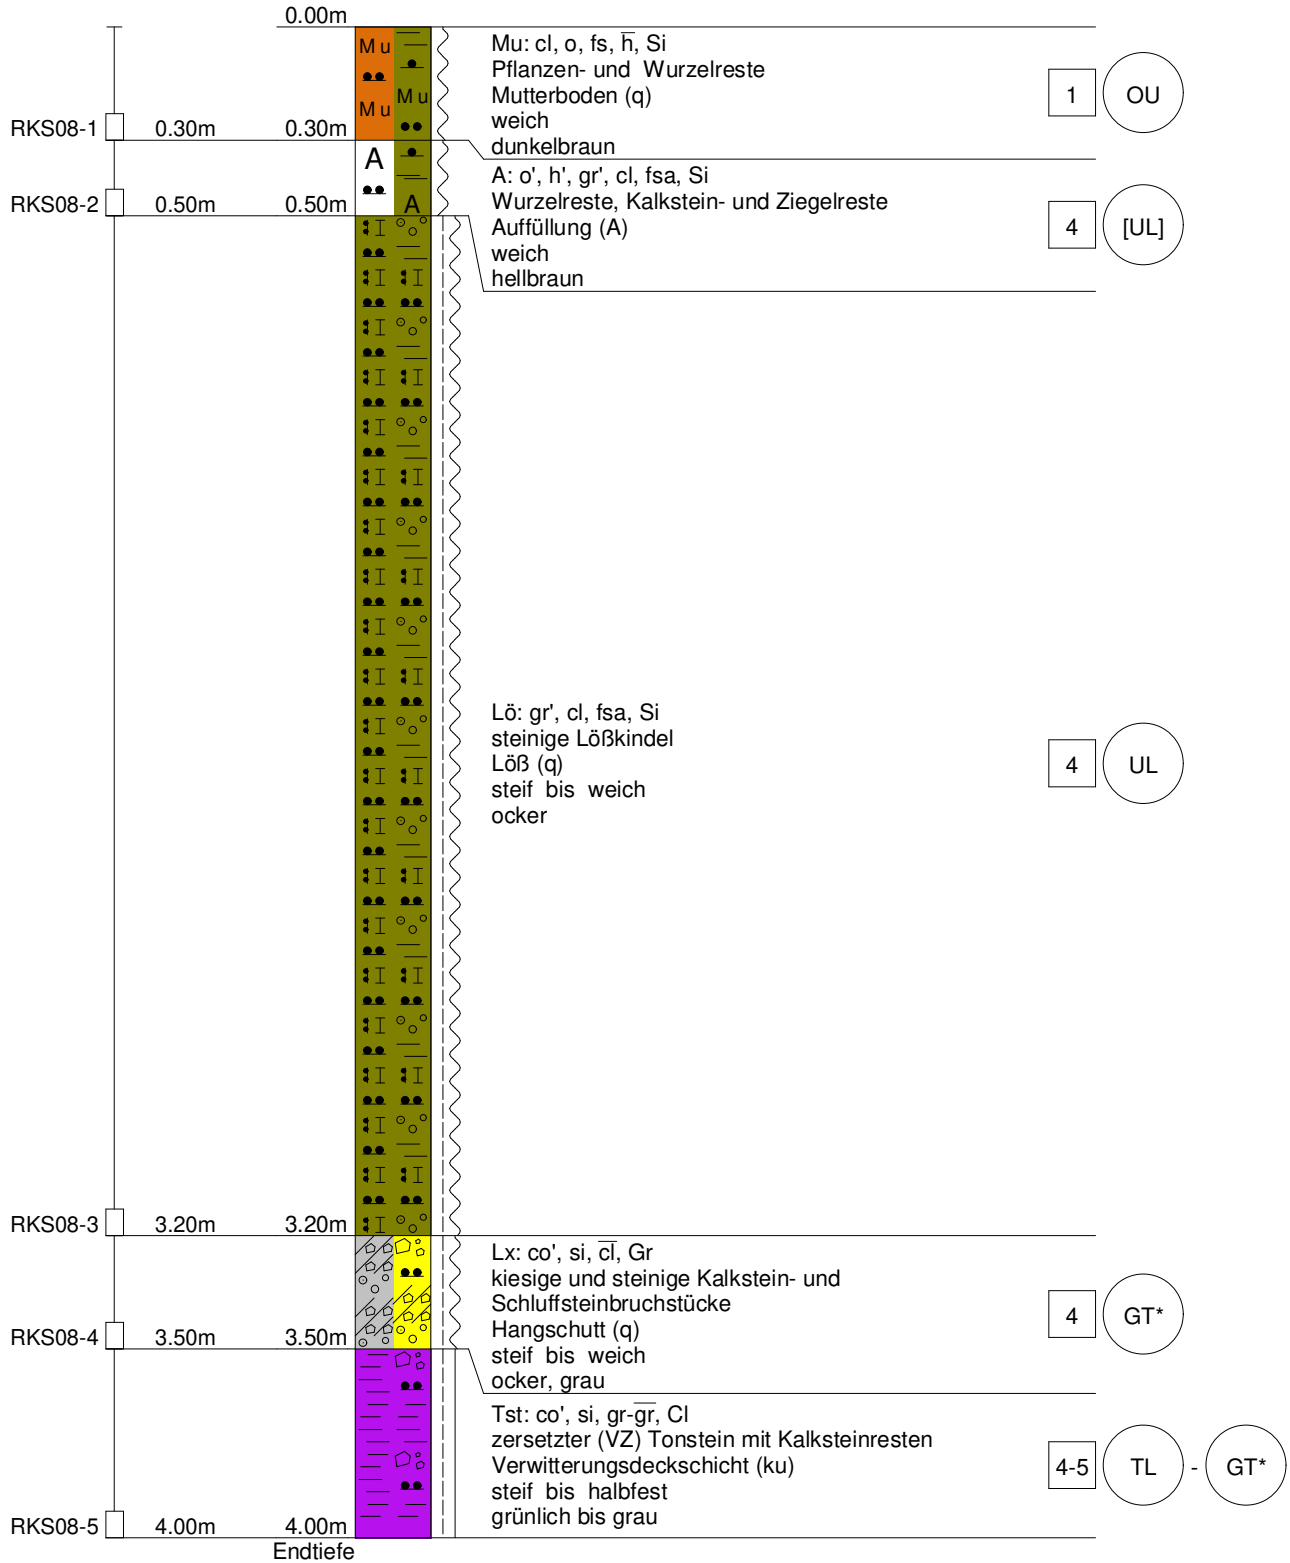 0.00m
Mu
Mu
Mu
Mu: cl, o, fs, h̅, Si
Pflanzen- und Wurzelreste
Mutterboden (q)
weich
dunkelbraun
1 OU
RKS08-1 0.30m 0.30m
A
A
A: o', h', gr', cl, fsa, Si
Wurzelreste, Kalkstein- und Ziegelreste
Auffüllung (A)
weich
hellbraun
4 [UL]
RKS08-2 0.50m 0.50m
Lö: gr', cl, fsa, Si
steinige Lößkindel
Löß (q)
steif bis weich
ocker
4 UL
RKS08-3 3.20m 3.20m
Lx: co', si, c̅l̅, Gr
kiesige und steinige Kalkstein- und
Schluffsteinbruchstücke
Hangschutt (q)
steif bis weich
ocker, grau
4 GT*
RKS08-4 3.50m 3.50m
Tst: co', si, gr-g̅r̅, Cl
zersetzter (VZ) Tonstein mit Kalksteinresten
Verwitterungsdeckschicht (ku)
steif bis halbfest
grünlich bis grau
4-5 TL - GT*
RKS08-5 4.00m 4.00m
Endtiefe